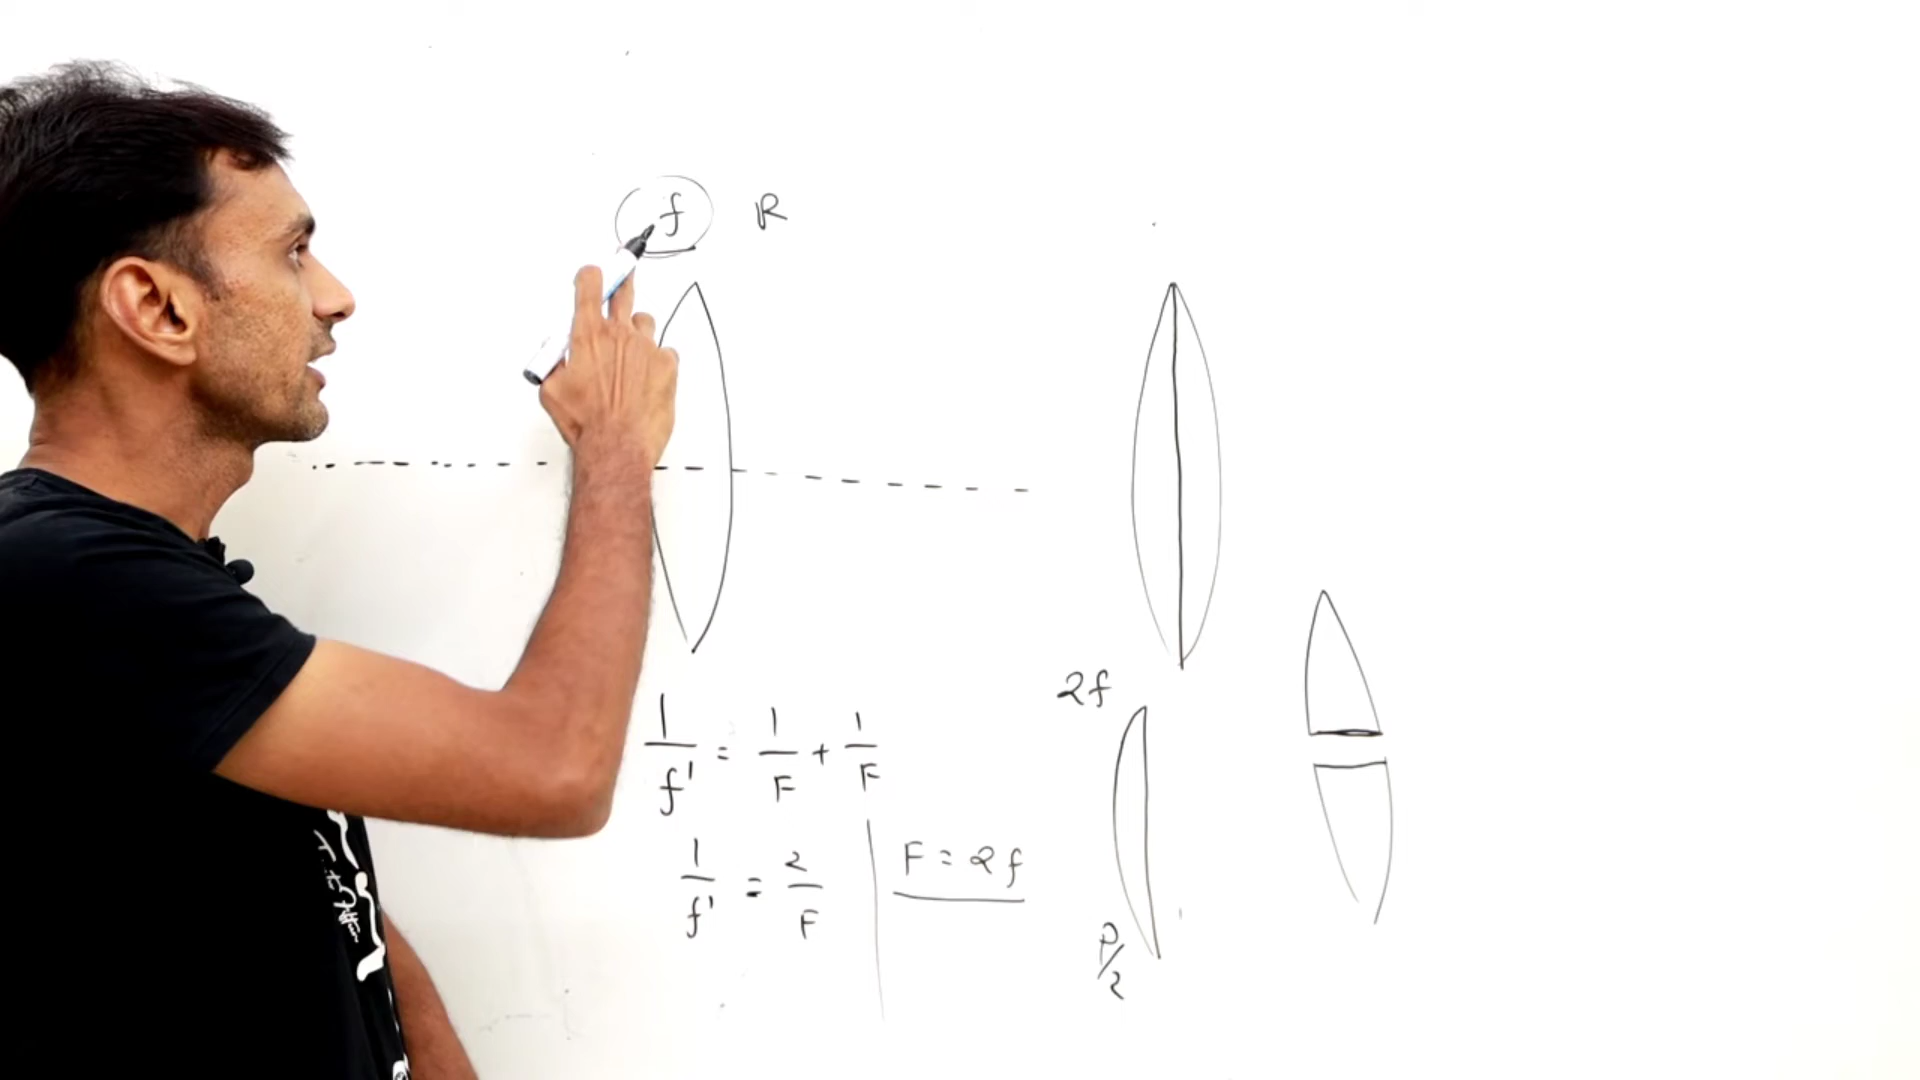 f R
1/f' = 1/F + 1/F
1/f' = 2/F
F = 2f
2f
P/2